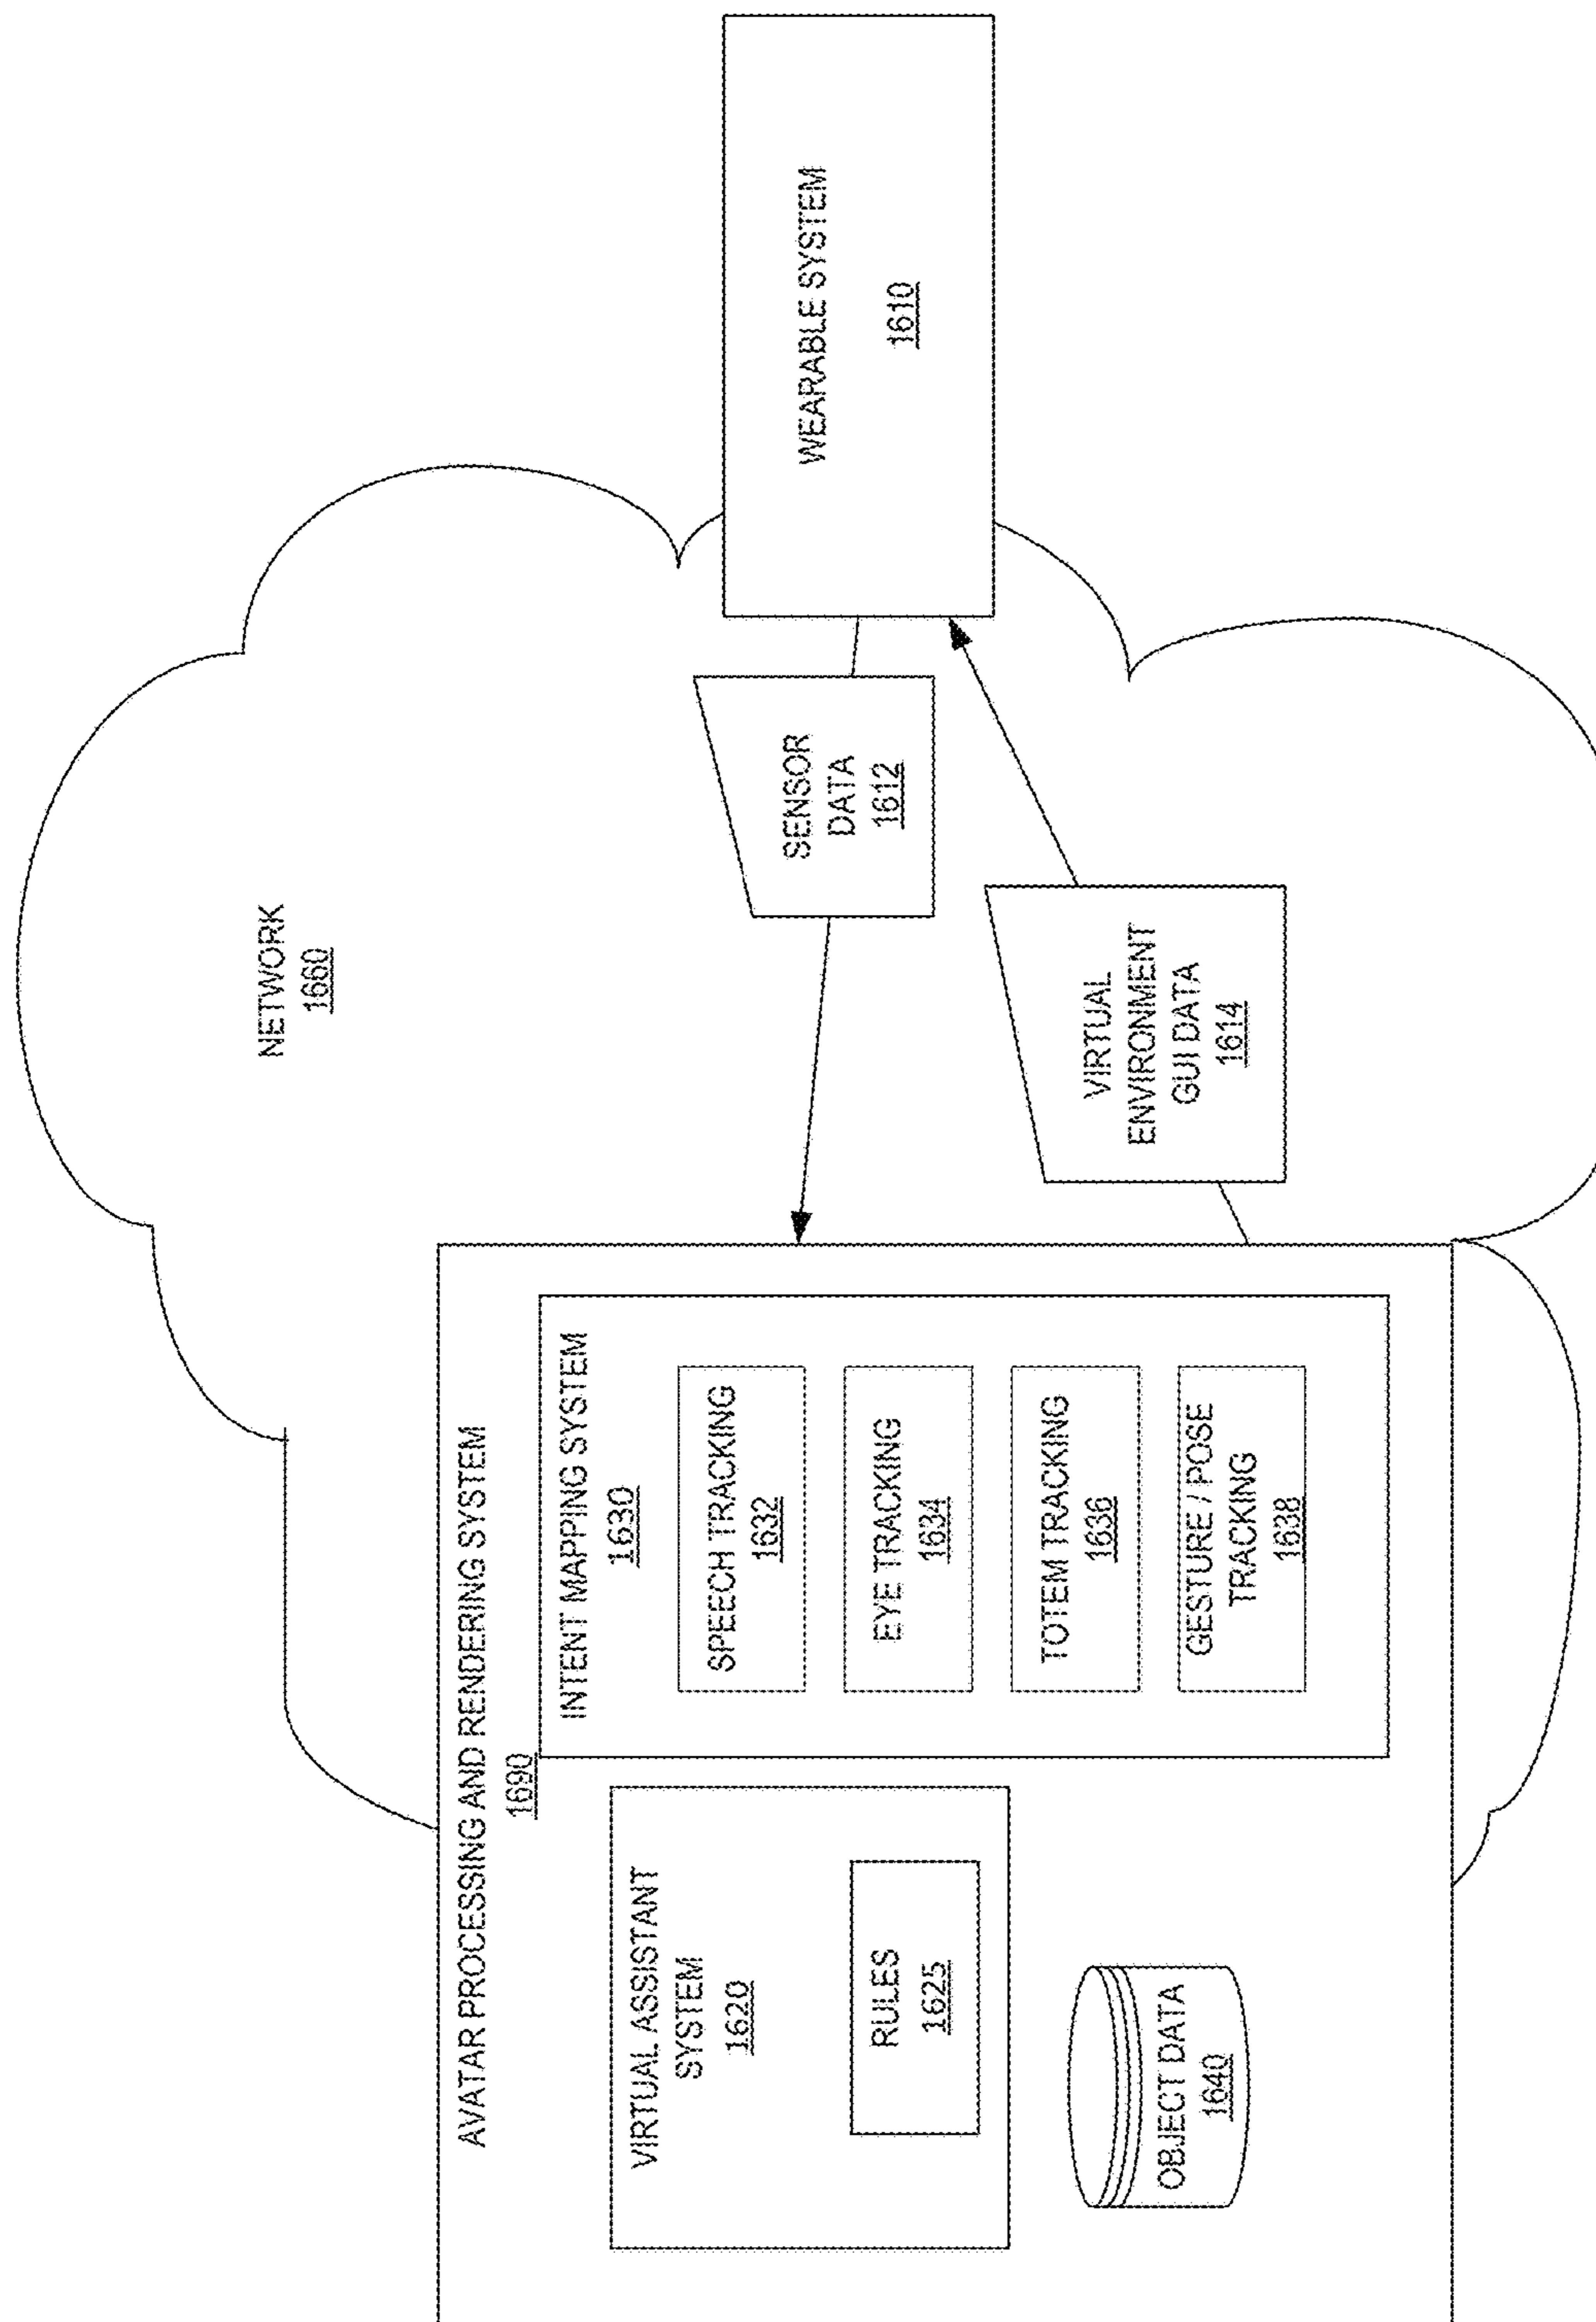 AVATAR PROCESSING AND RENDERING SYSTEM
1690
VIRTUAL ASSISTANT
SYSTEM
1620
RULES
1625
OBJECT DATA
1640
INTENT MAPPING SYSTEM
1630
SPEECH TRACKING
1632
EYE TRACKING
1634
TOTEM TRACKING
1636
GESTURE / POSE
TRACKING
1638
NETWORK
1660
SENSOR
DATA
1612
VIRTUAL
ENVIRONMENT
GUI DATA
1614
WEARABLE SYSTEM
1610